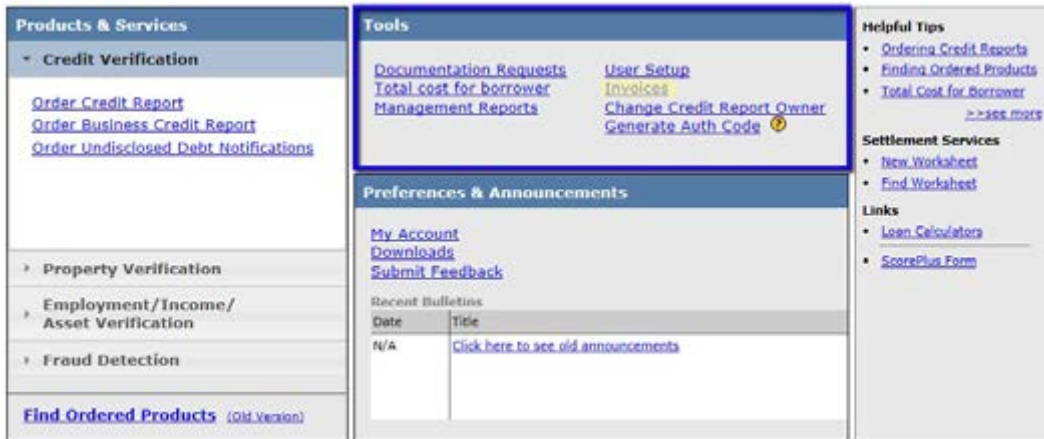 Products & Services
Credit Verification
Order Credit Report
Order Business Credit Report
Order Undisclosed Debt Notifications
Property Verification
Employment/Income/
Asset Verification
Fraud Detection
Find Ordered Products (Old Version)
Tools
Documentation Requests
Total cost for borrower
Management Reports
User Setup
Invoices
Change Credit Report Owner
Generate Auth Code ?
Preferences & Announcements
My Account
Downloads
Submit Feedback
Recent Bulletins
Date Title
N/A Click here to see old announcements
Helpful Tips
• Ordering Credit Reports
• Finding Ordered Products
• Total Cost for Borrower
>>see more
Settlement Services
• New Worksheet
• Find Worksheet
Links
• Loan Calculators
• ScorePlus Form